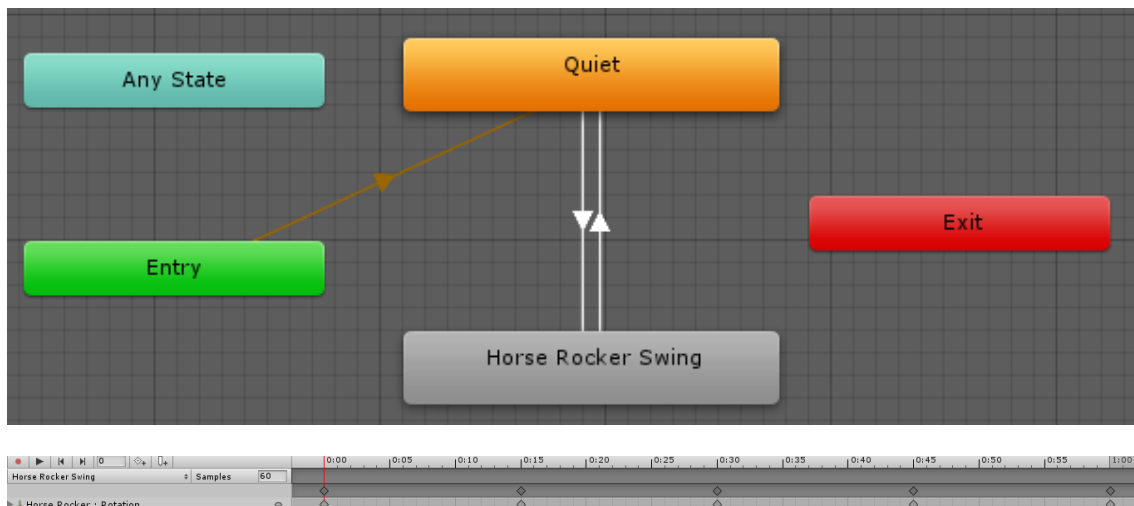 Any State
Quiet
Exit
Entry
Horse Rocker Swing
0 0:00 0:05 0:10 0:15 0:20 0:25 0:30 0:35 0:40 0:45 0:50 0:55 1:00
Horse Rocker Swing Samples 60
Horse Rocker : Rotation